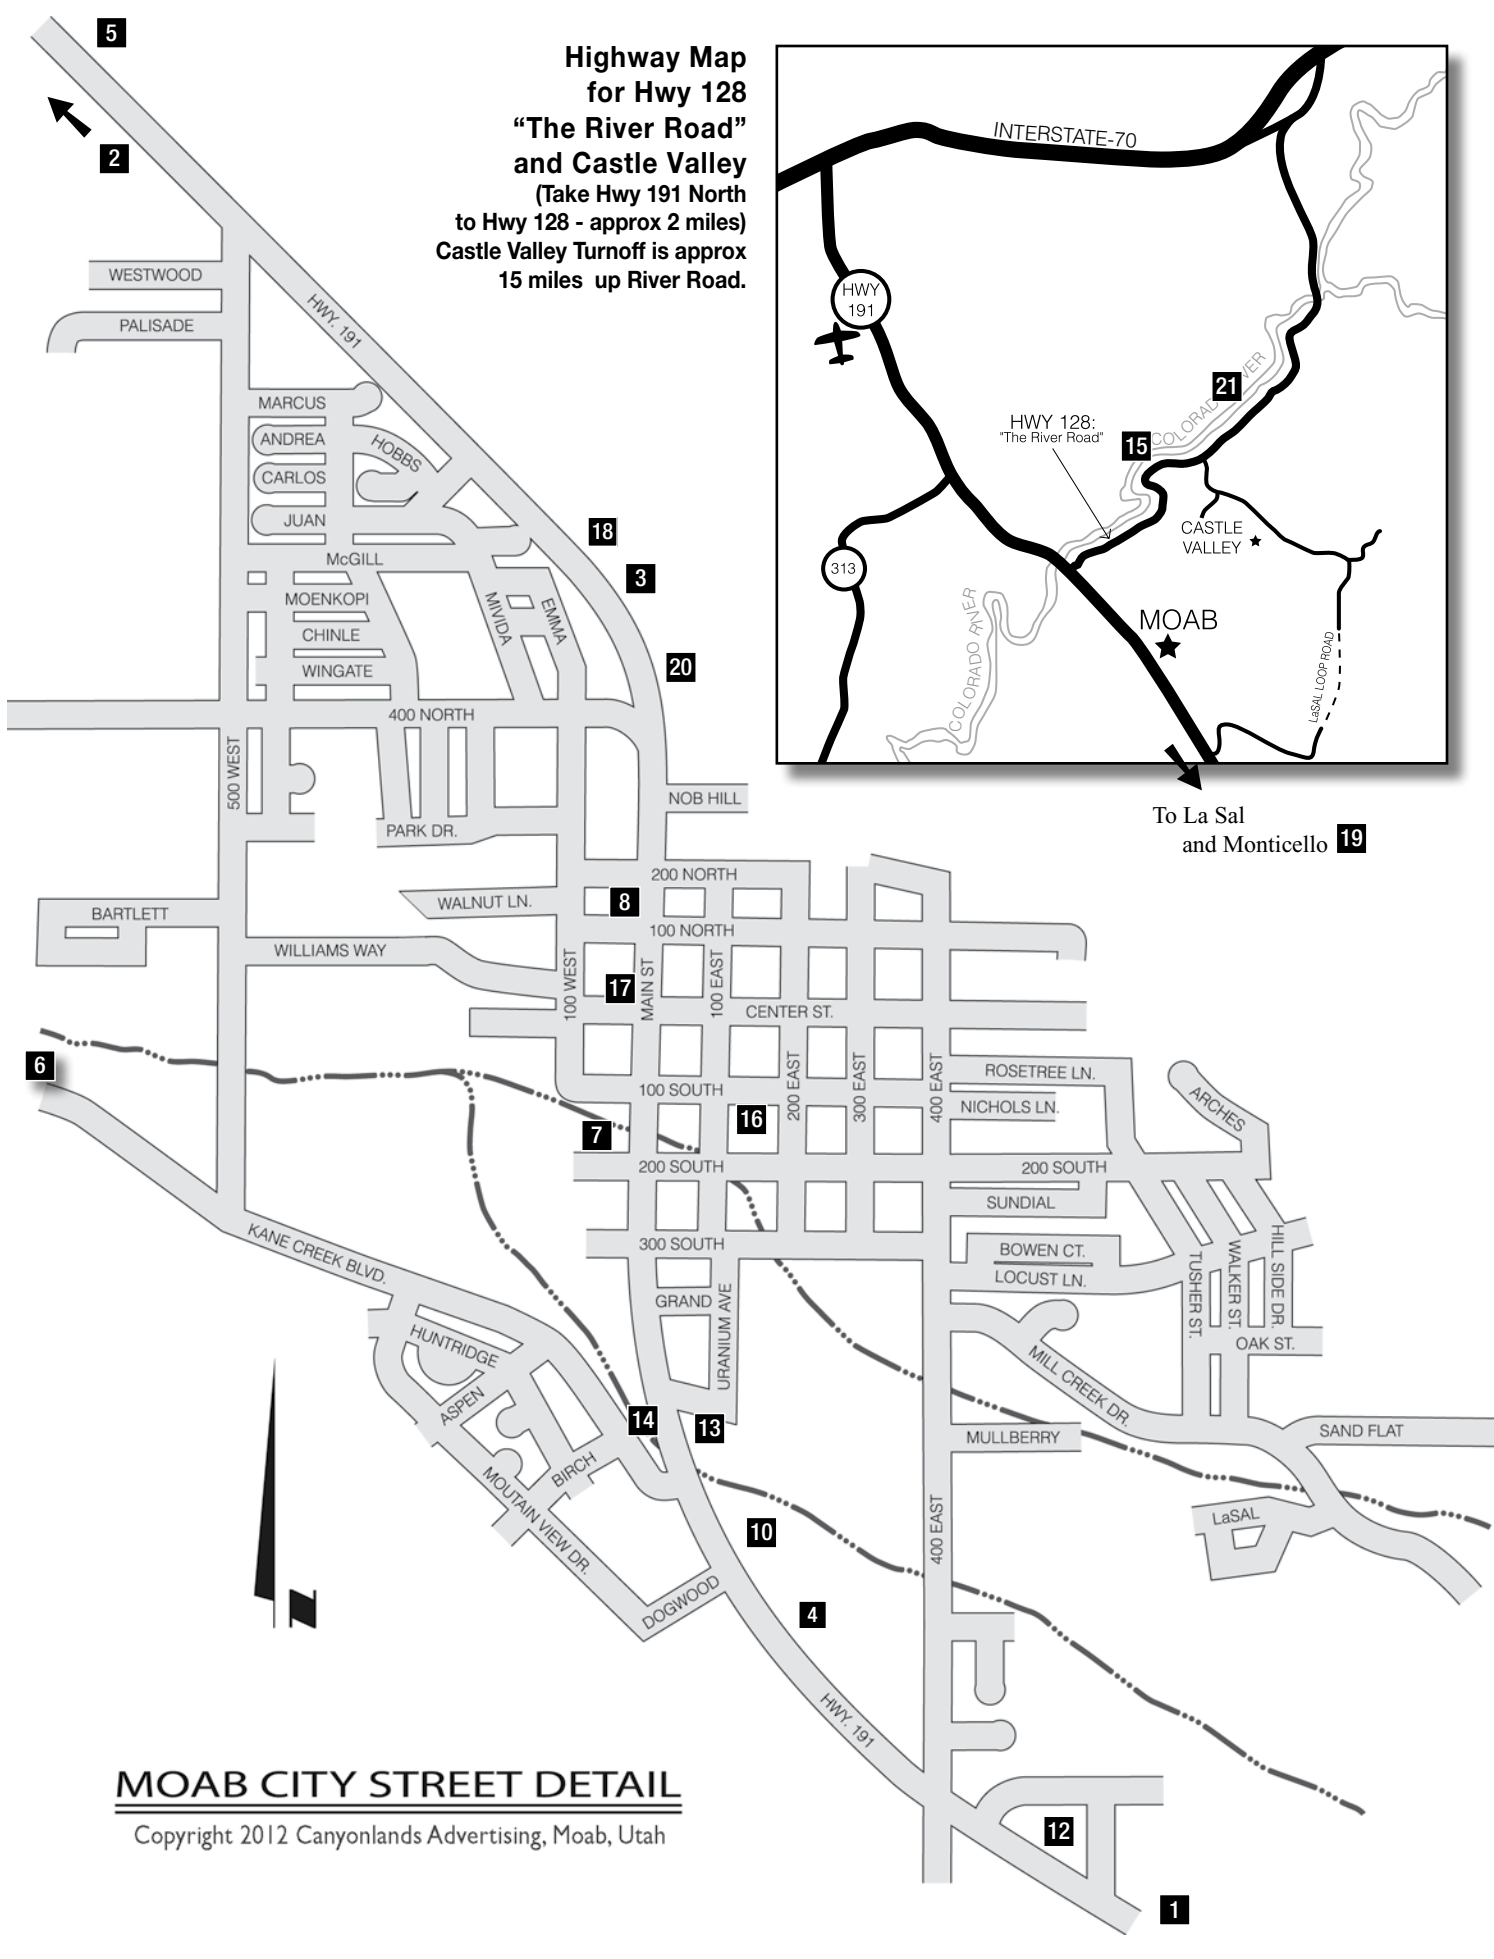 5
2
Highway Map
for Hwy 128
“The River Road”
and Castle Valley
(Take Hwy 191 North
to Hwy 128 - approx 2 miles)
Castle Valley Turnoff is approx
15 miles up River Road.
INTERSTATE-70
HWY
191
21
COLORADO RIVER
15
HWY 128:
"The River Road"
CASTLE
VALLEY
313
COLORADO RIVER
MOAB
LaSAL LOOP ROAD
To La Sal
and Monticello 19
WESTWOOD
PALISADE
HWY. 191
MARCUS
ANDREA
HOBBS
CARLOS
JUAN
18
McGILL
3
MOENKOPI
MIVIDA
EMMA
CHINLE
WINGATE
20
400 NORTH
500 WEST
NOB HILL
PARK DR.
200 NORTH
WALNUT LN.
8
BARTLETT
100 NORTH
WILLIAMS WAY
100 WEST
17
MAIN ST
100 EAST
CENTER ST.
6
200 EAST
300 EAST
400 EAST
ROSETREE LN.
100 SOUTH
NICHOLS LN.
ARCHES
7
16
200 SOUTH
200 SOUTH
SUNDIAL
KANE CREEK BLVD.
300 SOUTH
BOWEN CT.
LOCUST LN.
TUSHER ST.
WALKER ST.
HILL SIDE DR.
GRAND
URANIUM AVE
OAK ST.
HUNTRIDGE
MILL CREEK DR.
ASPEN
14
13
MULLBERRY
SAND FLAT
BIRCH
MOUTAIN VIEW DR.
10
400 EAST
LaSAL
DOGWOOD
4
N
HWY. 191
MOAB CITY STREET DETAIL
Copyright 2012 Canyonlands Advertising, Moab, Utah
12
1